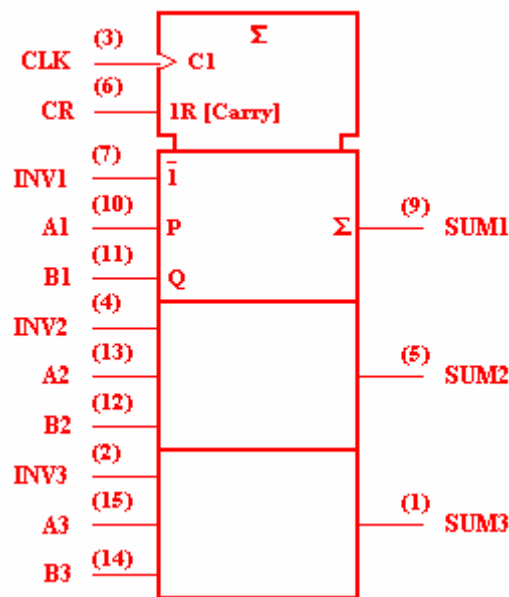 Σ
(3)
CLK C1
(6)
CR 1R [Carry]
(7)
INV1 1̅
(10) (9)
A1 P Σ SUM1
(11)
B1 Q
(4)
INV2
(13) (5)
A2 SUM2
(12)
B2
(2)
INV3
(15) (1)
A3 SUM3
(14)
B3